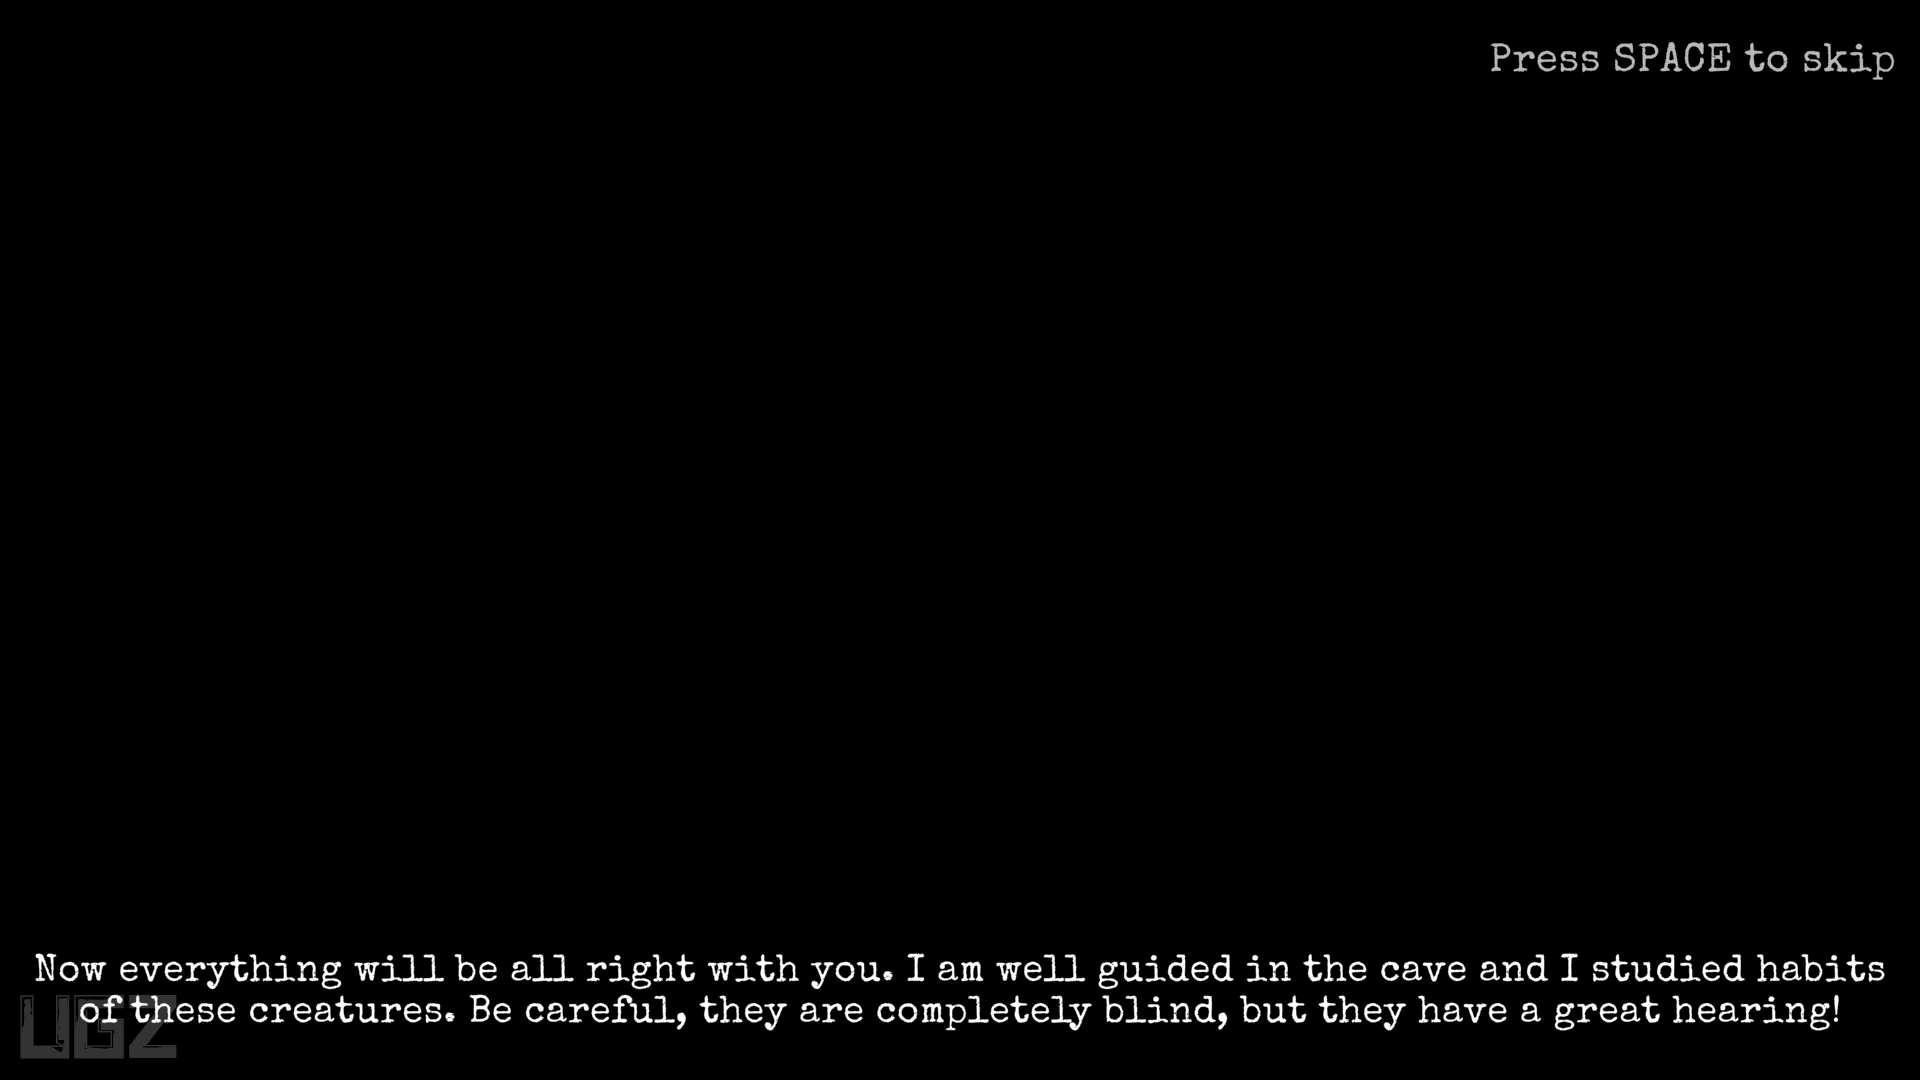 Press SPACE to skip
Now everything will be all right with you. I am well guided in the cave and I studied habits
of these creatures. Be careful, they are completely blind, but they have a great hearing!
UGZ